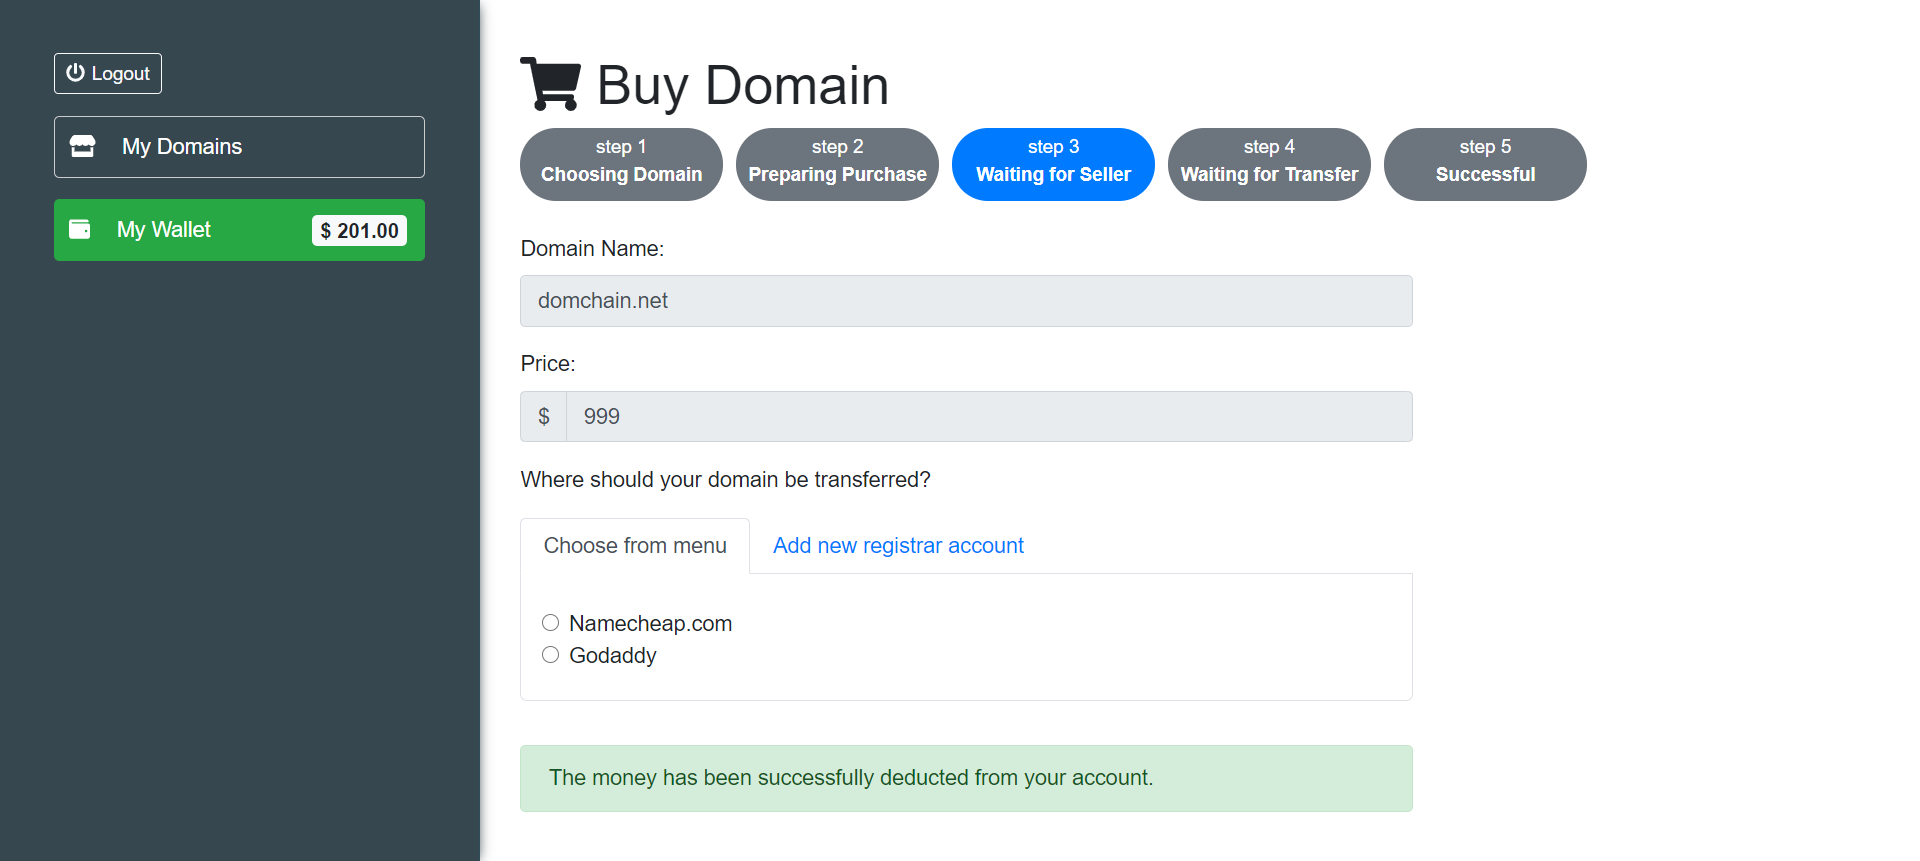 Logout
My Domains
My Wallet $ 201.00
Buy Domain
step 1
Choosing Domain
step 2
Preparing Purchase
step 3
Waiting for Seller
step 4
Waiting for Transfer
step 5
Successful
Domain Name:
domchain.net
Price:
$ 999
Where should your domain be transferred?
Choose from menu Add new registrar account
Namecheap.com
Godaddy
The money has been successfully deducted from your account.